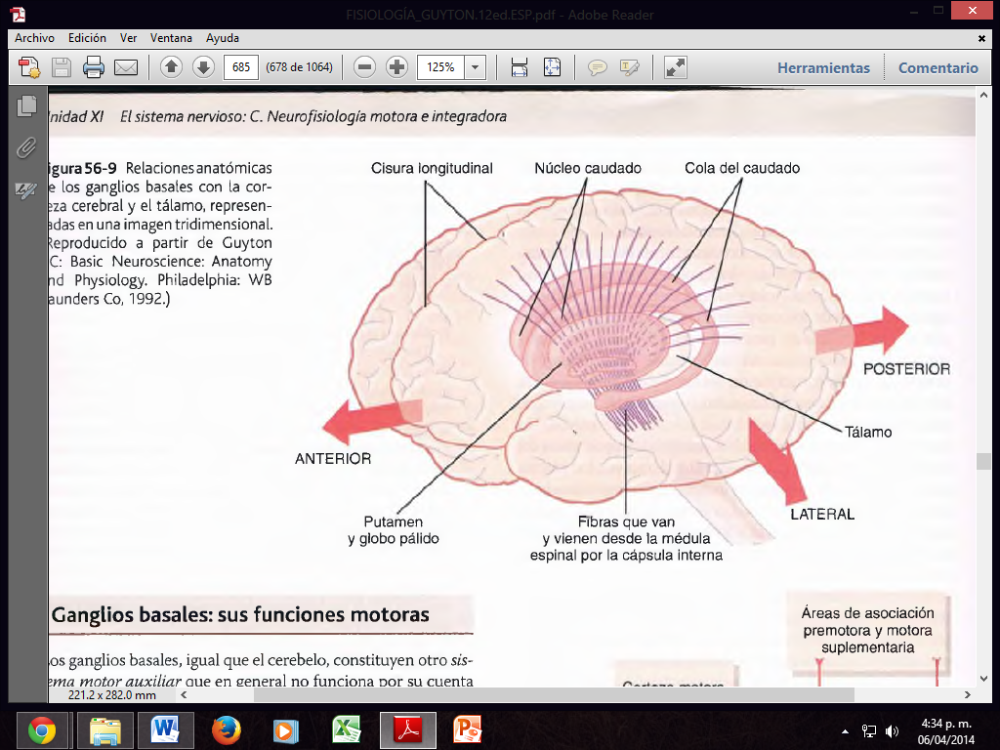 FISIOLOGÍA_GUYTON.12ed.ESP.pdf - Adobe Reader
Archivo Edición Ver Ventana Ayuda
685 (678 de 1064) 125% Herramientas Comentario
nidad XI El sistema nervioso: C. Neurofisiología motora e integradora
igura 56-9 Relaciones anatómicas
e los ganglios basales con la cor-
eza cerebral y el tálamo, represen-
adas en una imagen tridimensional.
Reproducido a partir de Guyton
C: Basic Neuroscience: Anatomy
nd Physiology. Philadelphia: WB
aunders Co, 1992.)
Cisura longitudinal
Núcleo caudado
Cola del caudado
POSTERIOR
Tálamo
ANTERIOR
LATERAL
Putamen
y globo pálido
Fibras que van
y vienen desde la médula
espinal por la cápsula interna
Ganglios basales: sus funciones motoras
os ganglios basales, igual que el cerebelo, constituyen otro sis-
ema motor auxiliar que en general no funciona por su cuenta
Áreas de asociación
premotora y motora
suplementaria
Corteza motora
221.2 x 282.0 mm
4:34 p. m.
06/04/2014